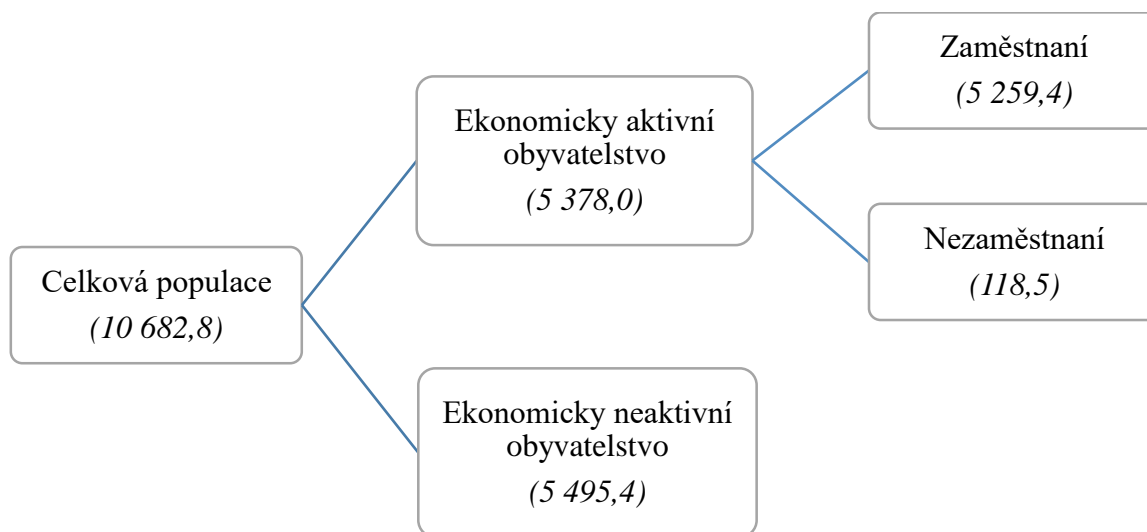 Celková populace
(10 682,8)
Ekonomicky aktivní
obyvatelstvo
(5 378,0)
Ekonomicky neaktivní
obyvatelstvo
(5 495,4)
Zaměstnaní
(5 259,4)
Nezaměstnaní
(118,5)